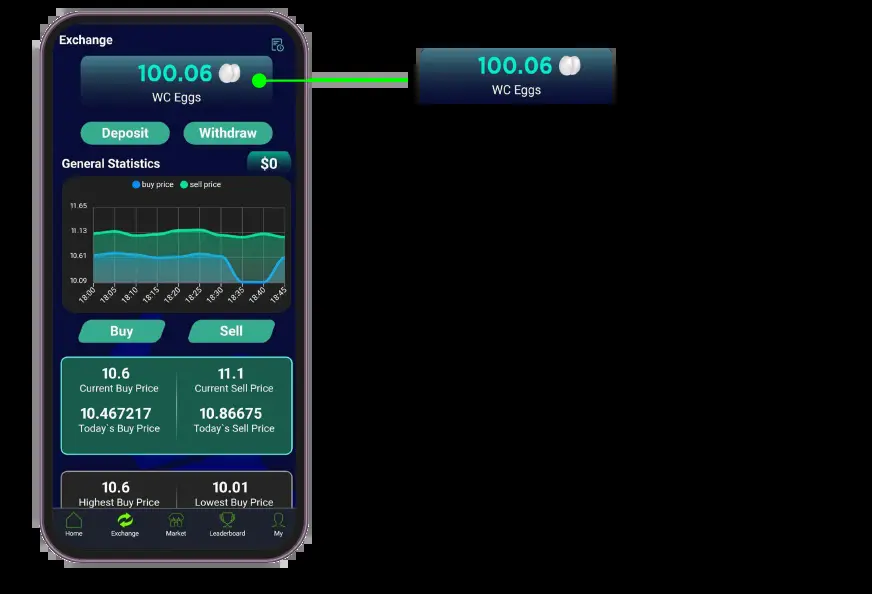 Exchange
100.06
WC Eggs
Deposit
Withdraw
General Statistics
$0
buy price
sell price
11.65
11.13
10.61
10.09
18:00
18:05
18:10
18:15
18:20
18:25
18:30
18:35
18:40
18:45
Buy
Sell
10.6
11.1
Current Buy Price
Current Sell Price
10.467217
10.86675
Today`s Buy Price
Today`s Sell Price
10.6
10.01
Highest Buy Price
Lowest Buy Price
Home
Exchange
Market
Leaderboard
My
100.06
WC Eggs